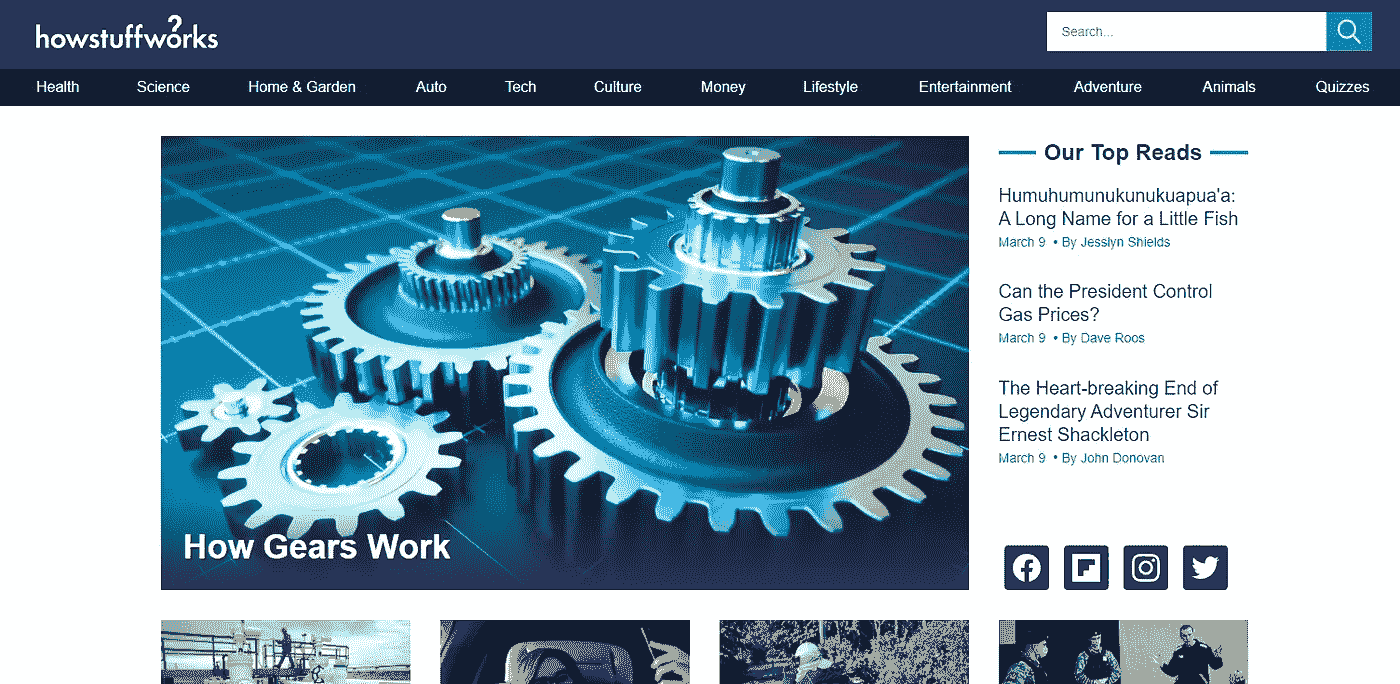 howstuffworks
Search...
Health Science Home & Garden Auto Tech Culture Money Lifestyle Entertainment Adventure Animals Quizzes
How Gears Work
Our Top Reads
Humuhumunukunukuapua'a:
A Long Name for a Little Fish
March 9 • By Jesslyn Shields
Can the President Control
Gas Prices?
March 9 • By Dave Roos
The Heart-breaking End of
Legendary Adventurer Sir
Ernest Shackleton
March 9 • By John Donovan